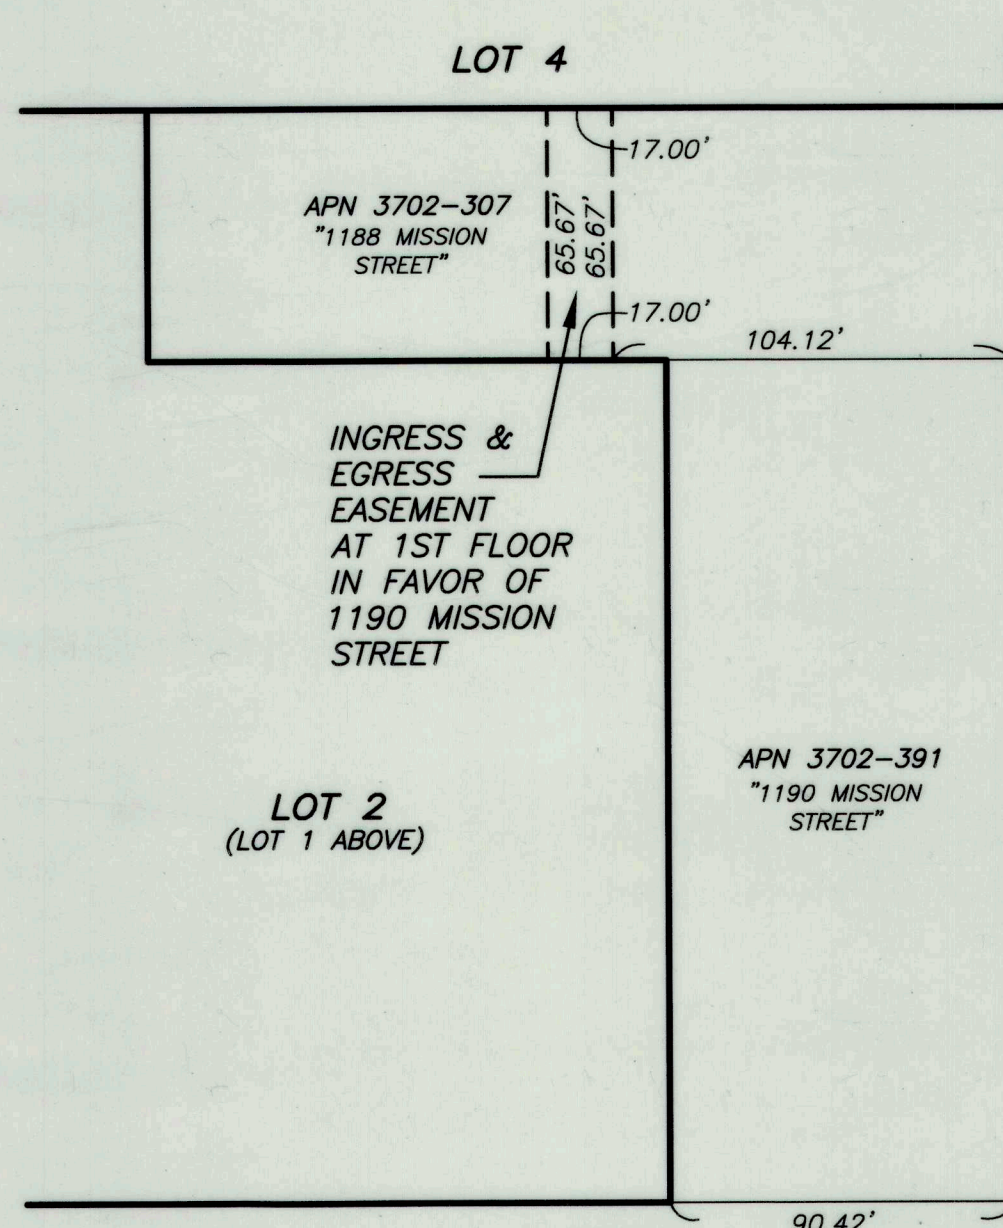 LOT 4
17.00'
APN 3702-307
"1188 MISSION
STREET"
65.67'
65.67'
17.00'
104.12'
INGRESS &
EGRESS
EASEMENT
AT 1ST FLOOR
IN FAVOR OF
1190 MISSION
STREET
APN 3702-391
"1190 MISSION
STREET"
LOT 2
(LOT 1 ABOVE)
90.42'